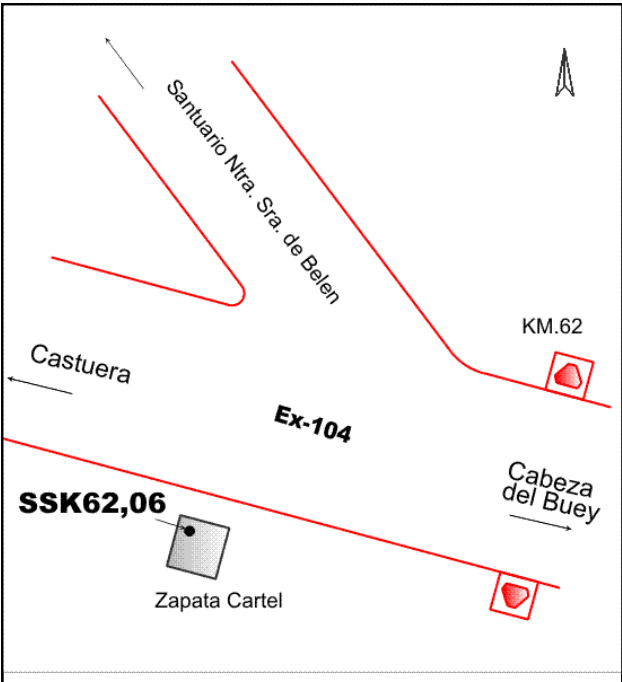 Santuario Ntra. Sra. de Belen
KM.62
Castuera
Ex-104
Cabeza
del Buey
SSK62,06
Zapata Cartel